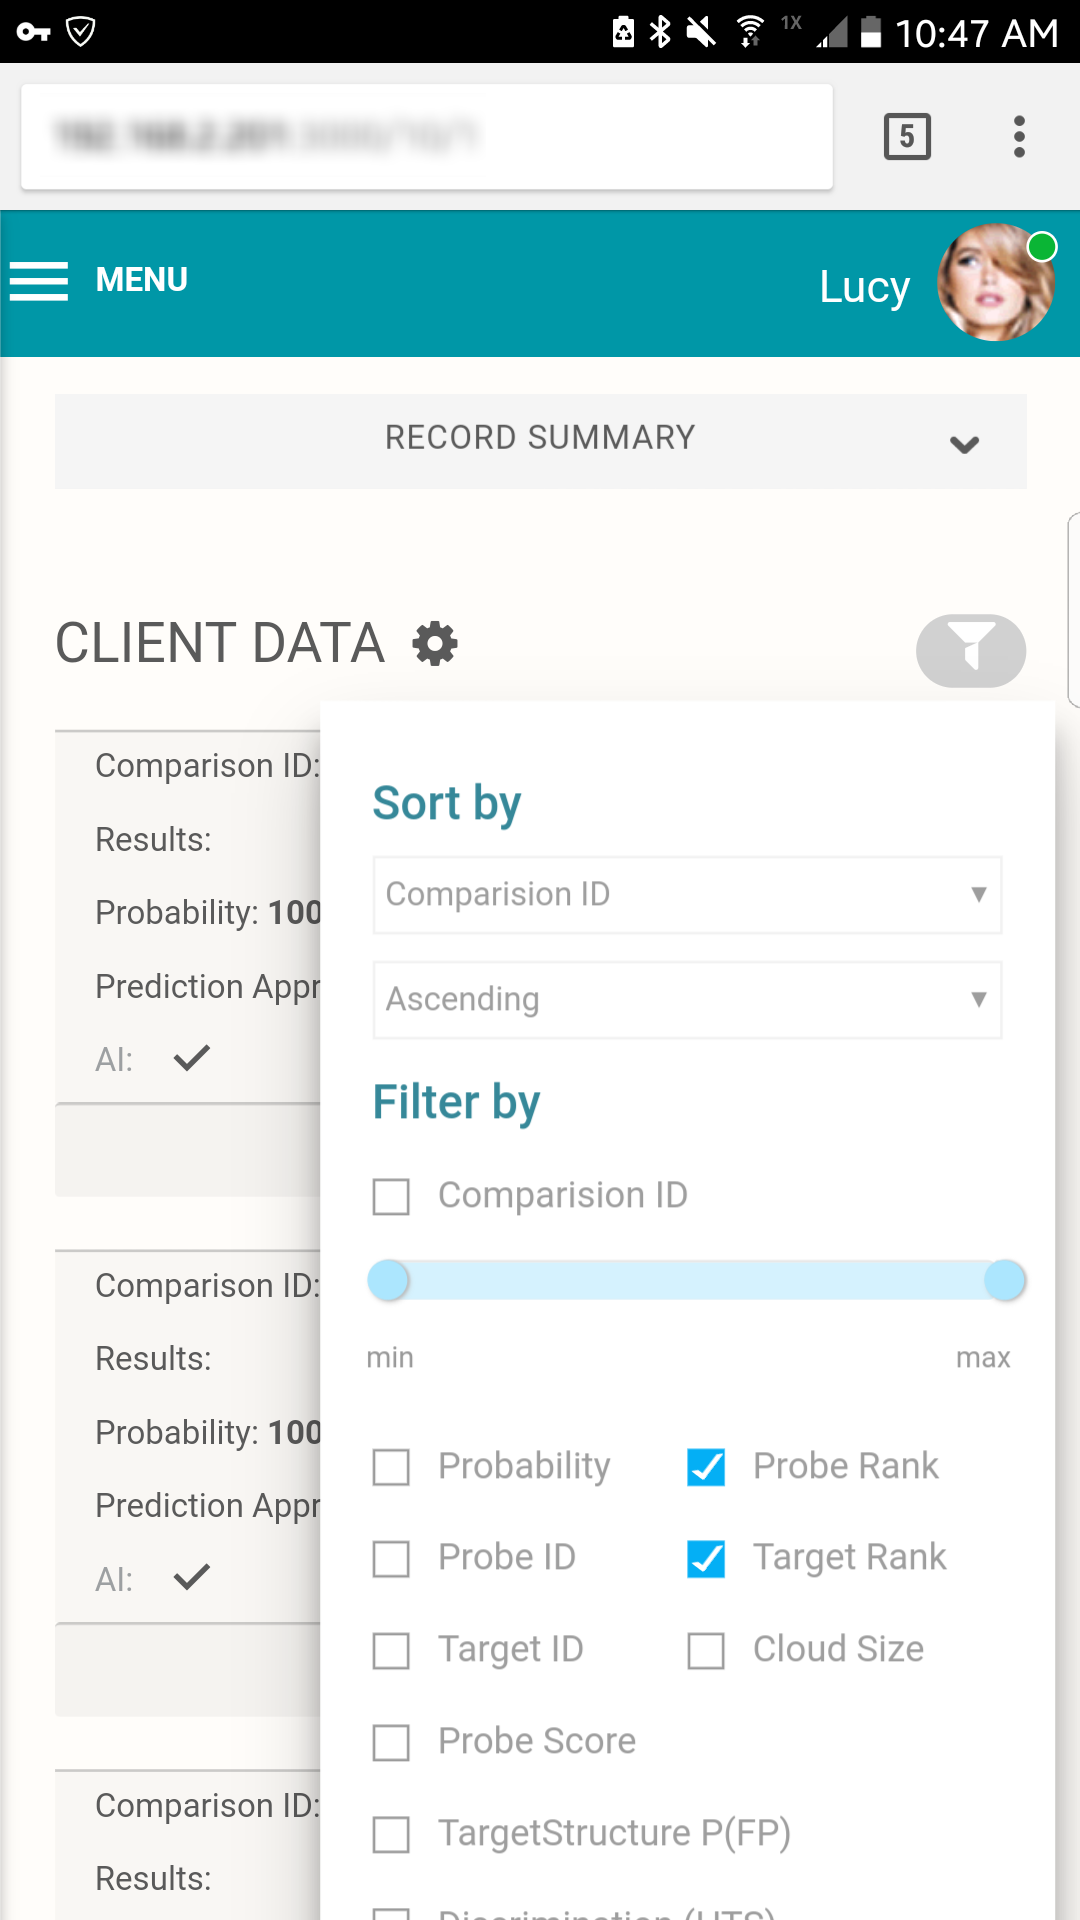 1X 10:47 AM
5
MENU
Lucy
RECORD SUMMARY
CLIENT DATA
Comparison ID:
Results:
Probability: 100
Prediction Appr
AI:
Comparison ID:
Results:
Probability: 100
Prediction Appr
AI:
Comparison ID:
Results:
Sort by
Comparision ID
Ascending
Filter by
Comparision ID
min max
Probability Probe Rank
Probe ID Target Rank
Target ID Cloud Size
Probe Score
TargetStructure P(FP)
Discrimination (HTS)